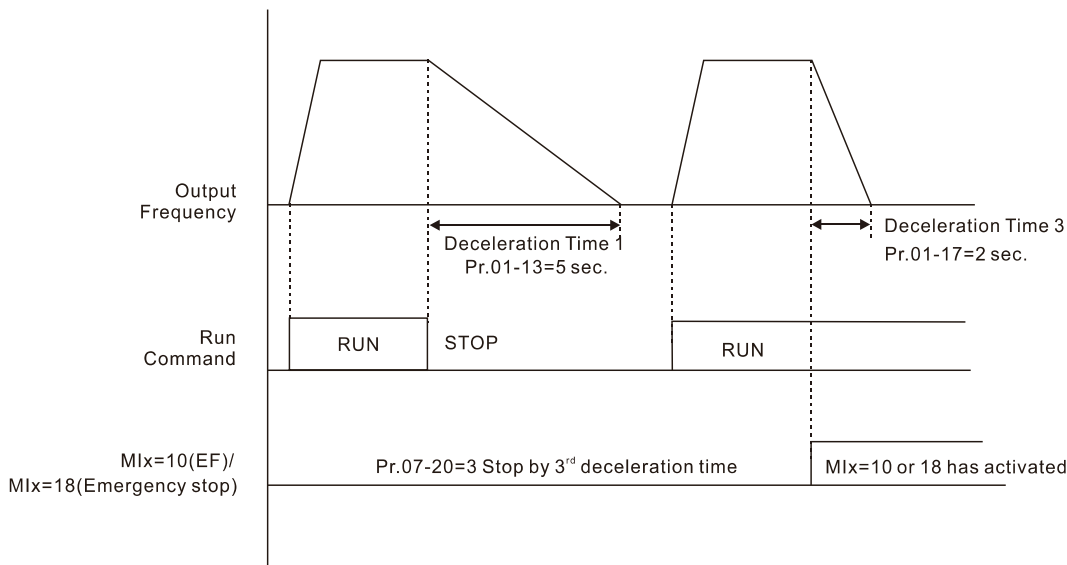 Output
Frequency
Deceleration Time 1
Pr.01-13=5 sec.
Deceleration Time 3
Pr.01-17=2 sec.
Run
Command
RUN
STOP
RUN
MIx=10(EF)/
MIx=18(Emergency stop)
Pr.07-20=3 Stop by 3rd deceleration time
MIx=10 or 18 has activated